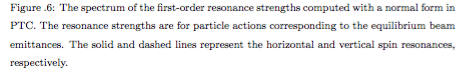 Figure .6: The spectrum of the first-order resonance strengths computed with a normal form in
PTC. The resonance strengths are for particle actions corresponding to the equilibrium beam
emittances. The solid and dashed lines represent the horizontal and vertical spin resonances,
respectively.